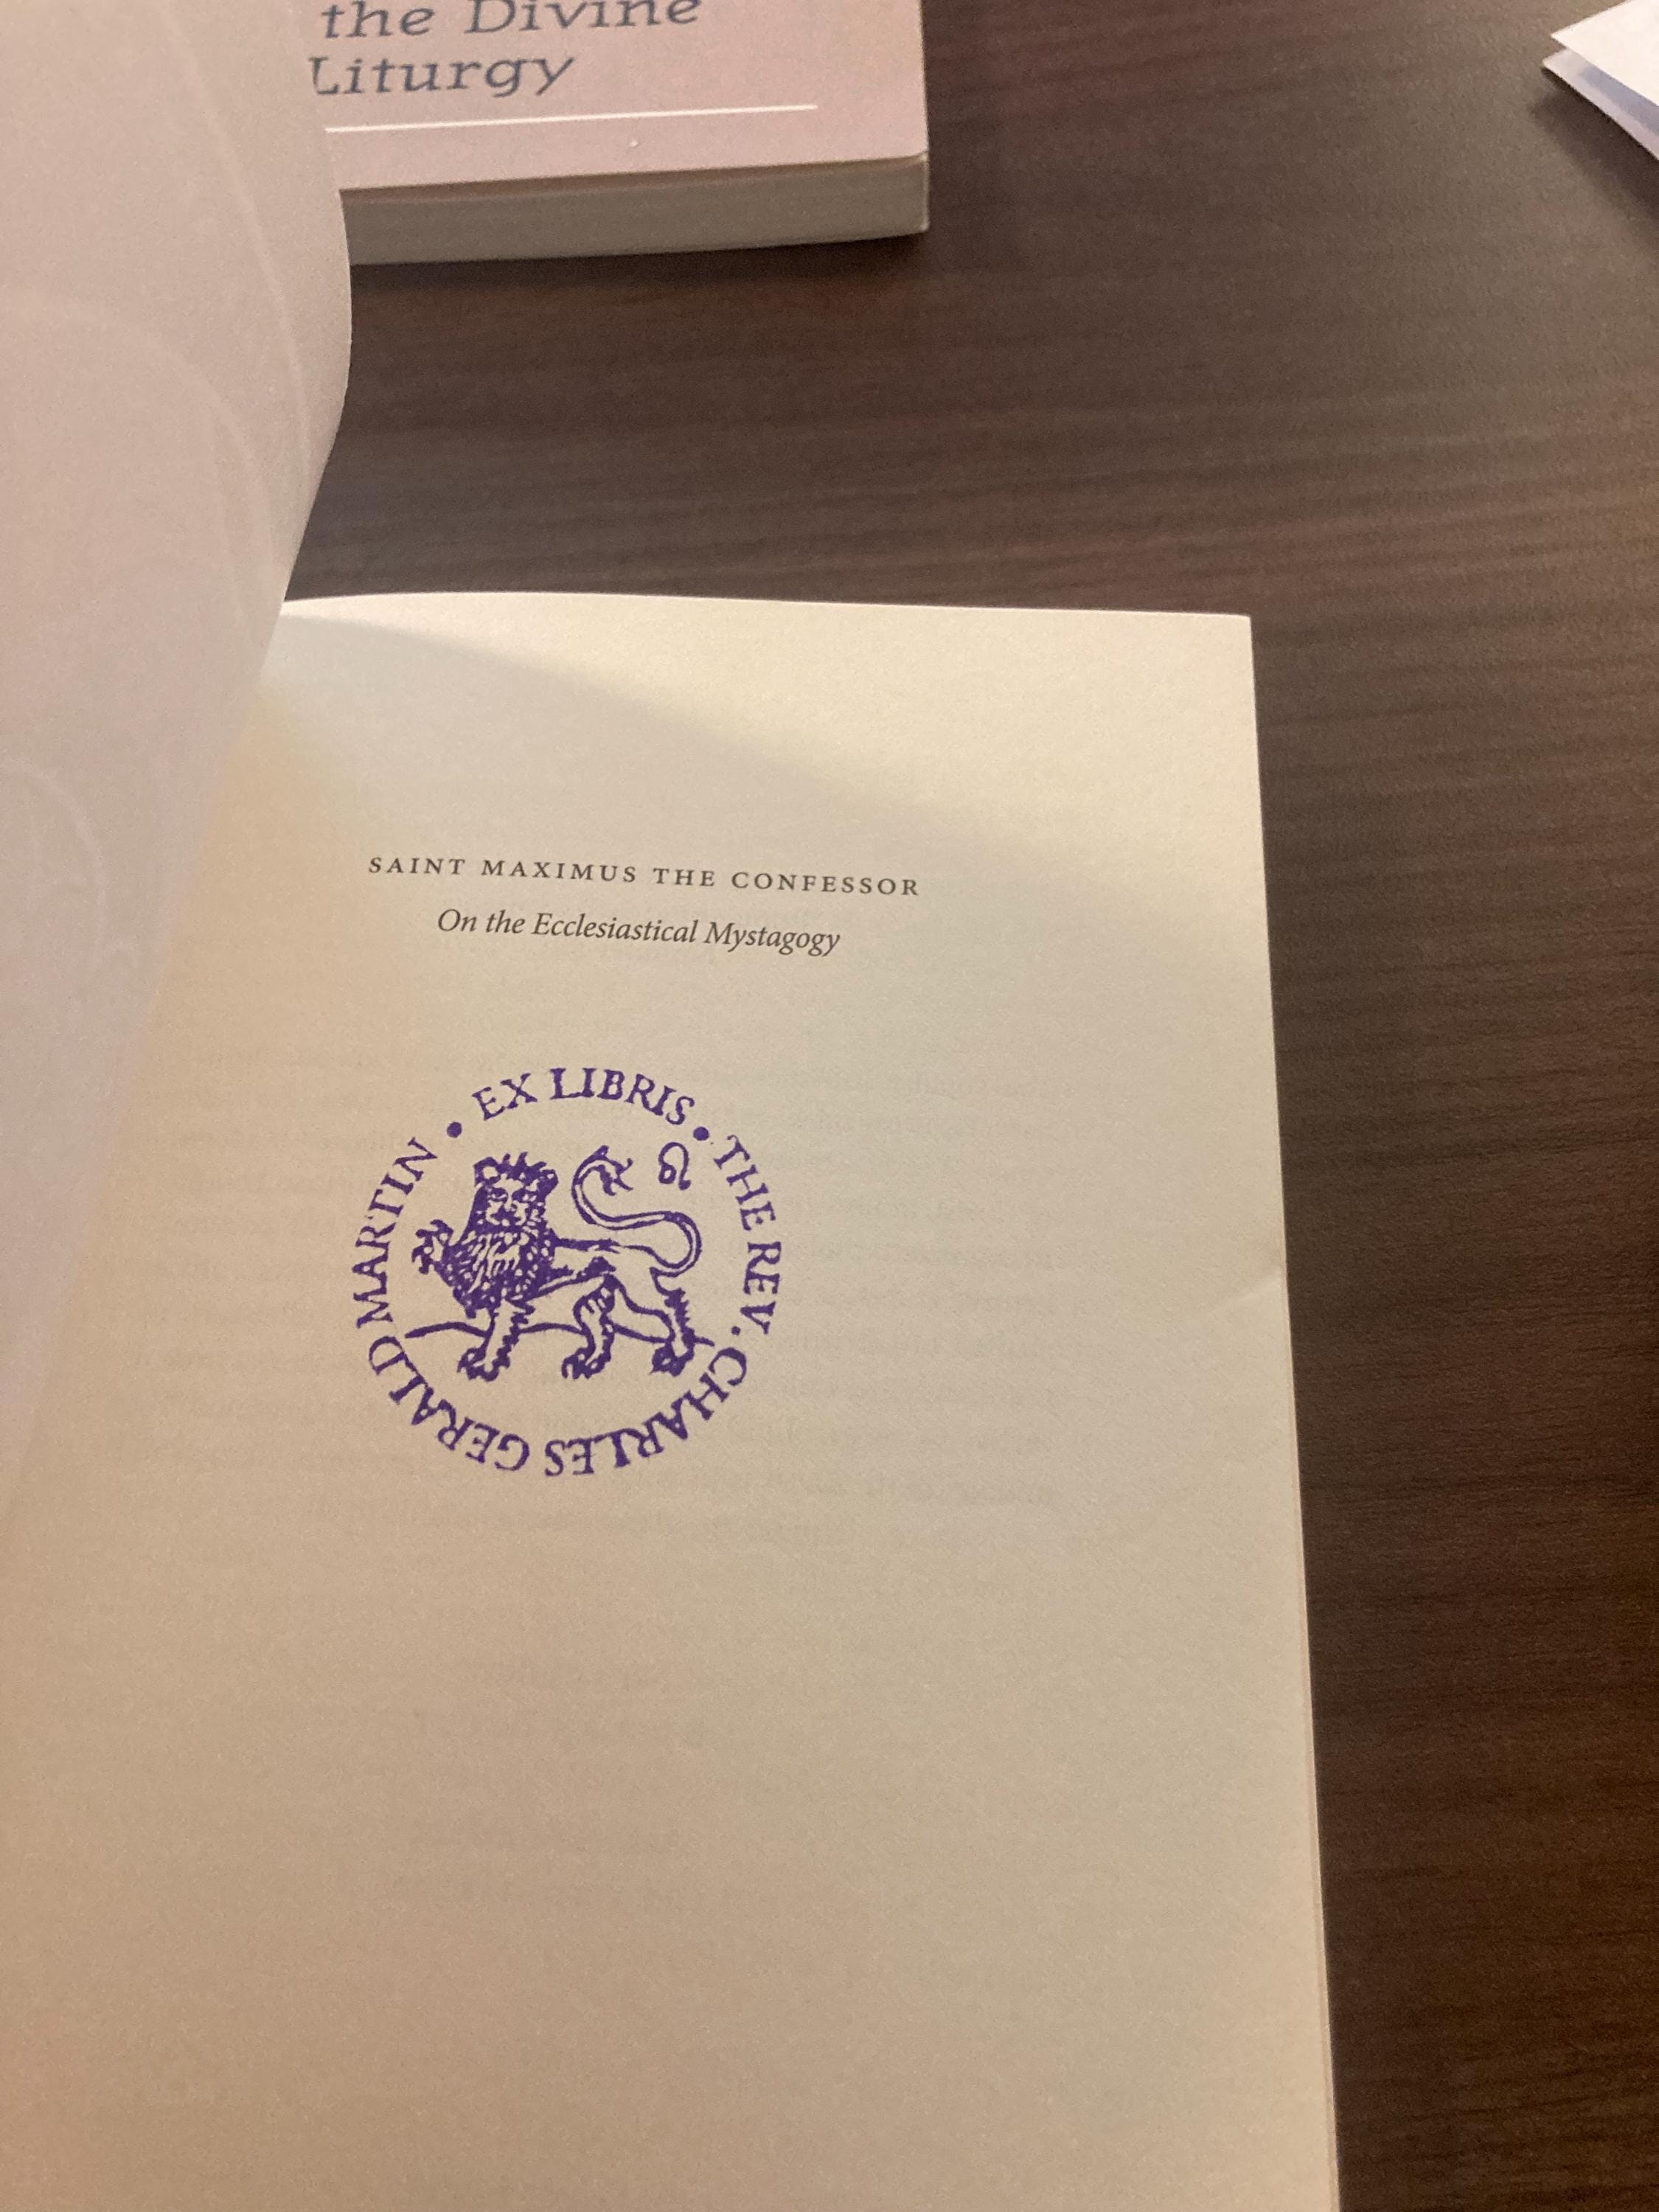 the Divine
Liturgy
SAINT MAXIMUS THE CONFESSOR
On the Ecclesiastical Mystagogy
• EX LIBRIS • THE REV. CHARLES GERALD MARTIN
♌